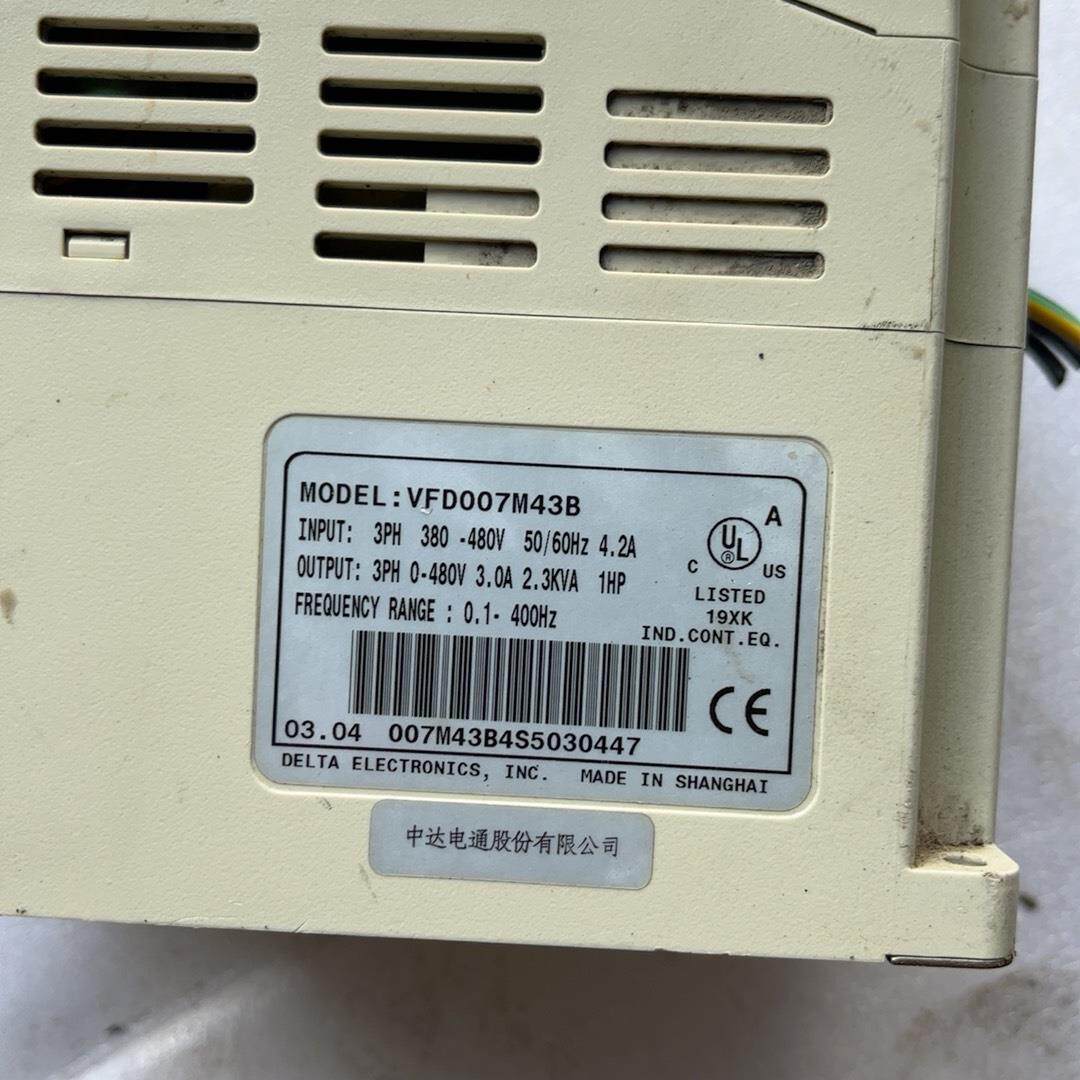 MODEL:VFD007M43B
INPUT: 3PH 380 -480V 50/60Hz 4.2A
OUTPUT: 3PH 0-480V 3.0A 2.3KVA 1HP
FREQUENCY RANGE : 0.1- 400Hz
A
C UL ® US
LISTED
19XK
IND.CONT.EQ.
CE
03.04 007M43B4S5030447
DELTA ELECTRONICS, INC. MADE IN SHANGHAI
中达电通股份有限公司